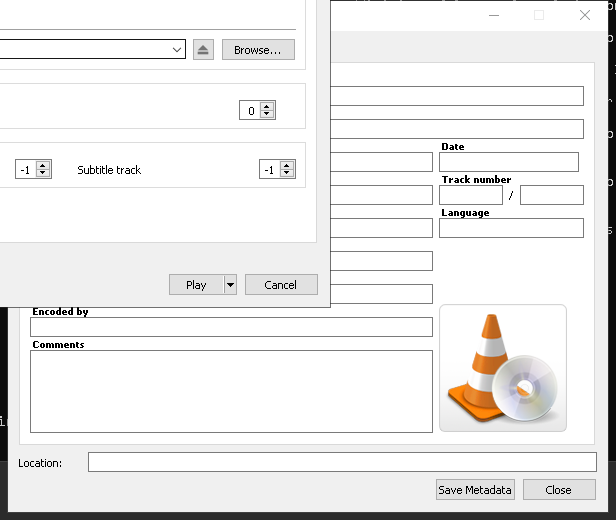 Browse...
0
-1
Subtitle track
-1
Play
Cancel
Date
Track number
/
Language
Encoded by
Comments
Location:
Save Metadata
Close